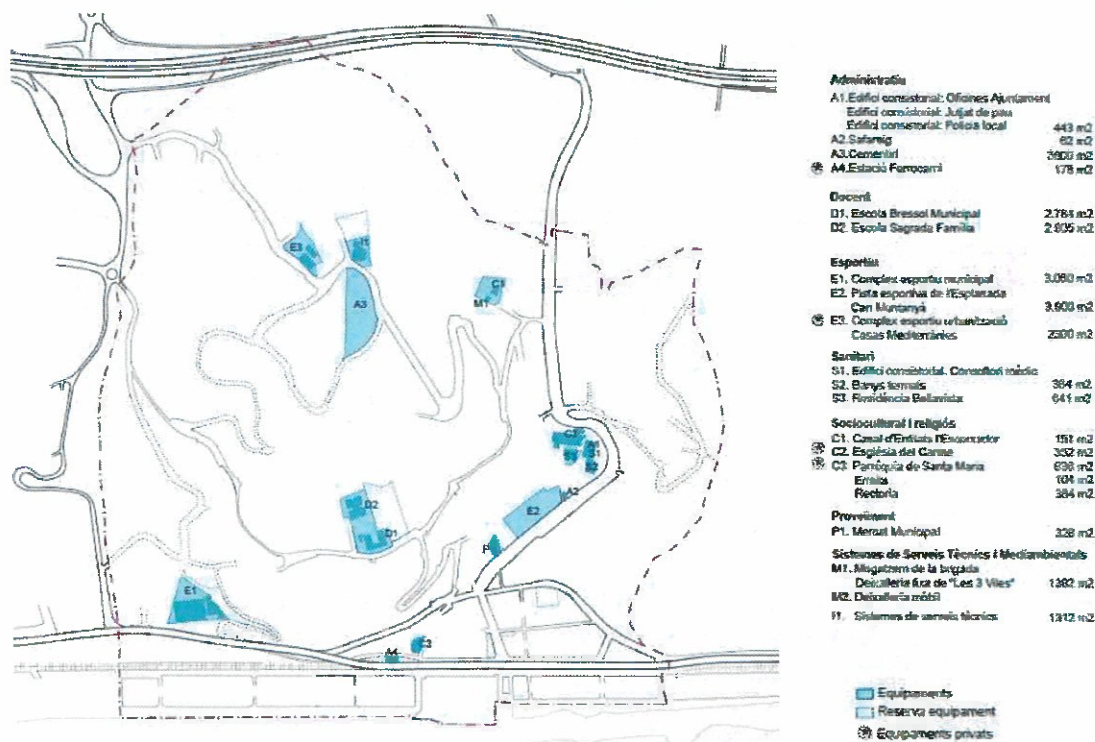 Administratiu
A1. Edifici consistorial: Oficines Ajuntament
Edifici consistorial: Jutjat de pau
Edifici consistorial: Policia local 443 m2
A2. Safareig 62 m2
A3. Cementiri m2
A4. Estació Ferrocarril 178 m2
Docent
D1. Escola Bressol Municipal 2.784 m2
D2. Escola Sagrada Família 2.805 m2
Esportiu
E1. Complex esportiu municipal 3.080 m2
E2. Pista esportiva de l'Esplanada
Can Muntanyà 3.900 m2
E3. Complex esportiu urbanització
Casas Mediterrànies 2300 m2
Sanitari
S1. Edifici consistorial. Consultori mèdic
S2. Banys termals 364 m2
S3. Residència Bellavista 641 m2
Sociocultural i religiós
C1. Casal d'Entitats l'Escorxador 151 m2
C2. Església del Carme 352 m2
C3. Parròquia de Santa Maria m2
Ermita 104 m2
Rectoria 384 m2
Proveïment
P1. Mercat Municipal 328 m2
Sistemes de Serveis Tècnics i Mediambientals
M1. Magatzem de la brigada
Deixalleria fixa de "Les 3 Viles" 1382 m2
M2. Deixalleria mòbil
I1. Sistemes de serveis tècnics 1312 m2
Equipaments
Reserva equipament
Equipaments privats
E3
I1
A3
C1
M1
C2
A1
S1
S3
S2
A2
E2
D2
D1
P
E1
C3
A4